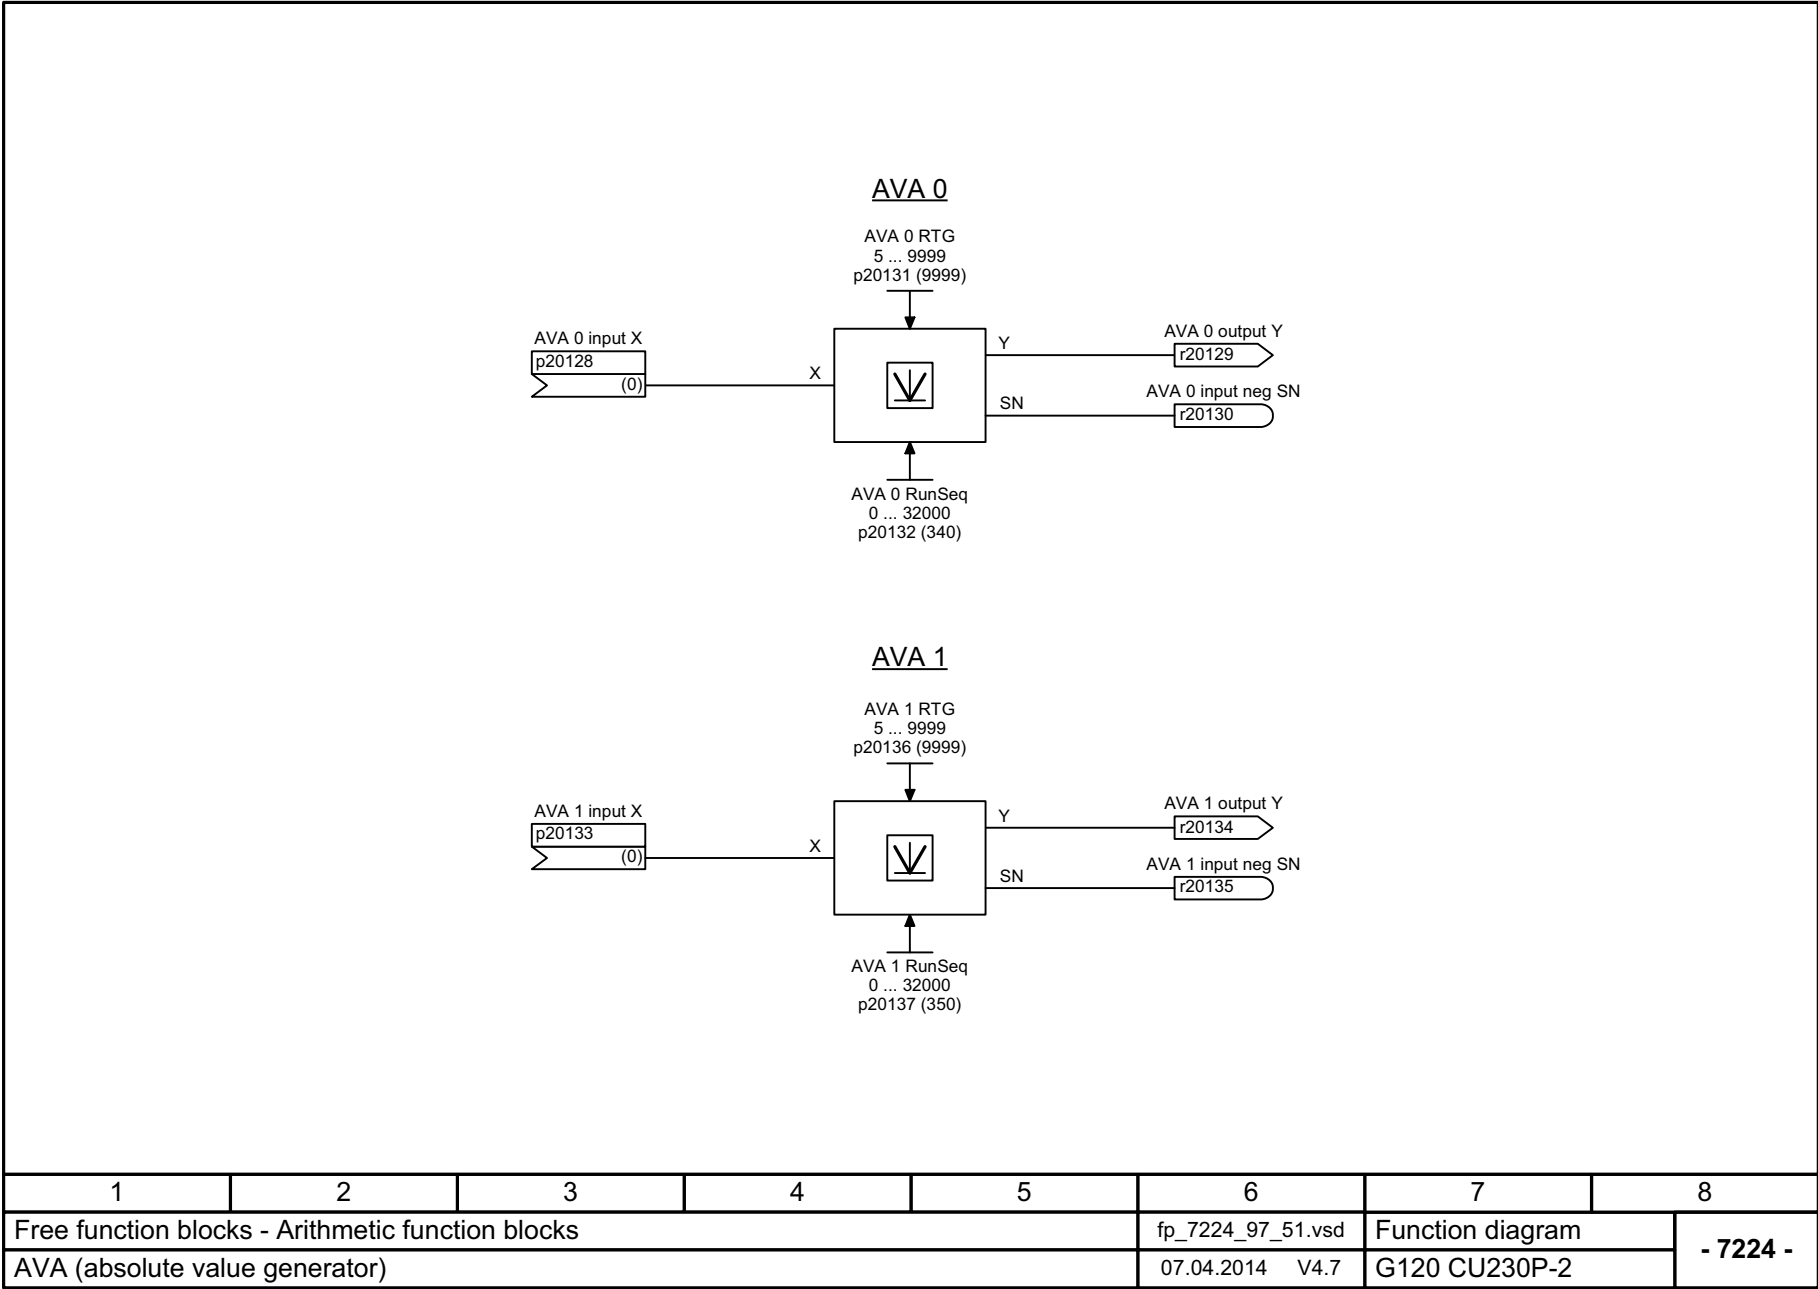 AVA 0
AVA 0 RTG
5 ... 9999
p20131 (9999)
AVA 0 input X
p20128
(0)
X
Y
SN
AVA 0 output Y
r20129
AVA 0 input neg SN
r20130
AVA 0 RunSeq
0 ... 32000
p20132 (340)
AVA 1
AVA 1 RTG
5 ... 9999
p20136 (9999)
AVA 1 input X
p20133
(0)
X
Y
SN
AVA 1 output Y
r20134
AVA 1 input neg SN
r20135
AVA 1 RunSeq
0 ... 32000
p20137 (350)
1 2 3 4 5 6 7 8
Free function blocks - Arithmetic function blocks fp_7224_97_51.vsd Function diagram
- 7224 -
AVA (absolute value generator) 07.04.2014 V4.7 G120 CU230P-2